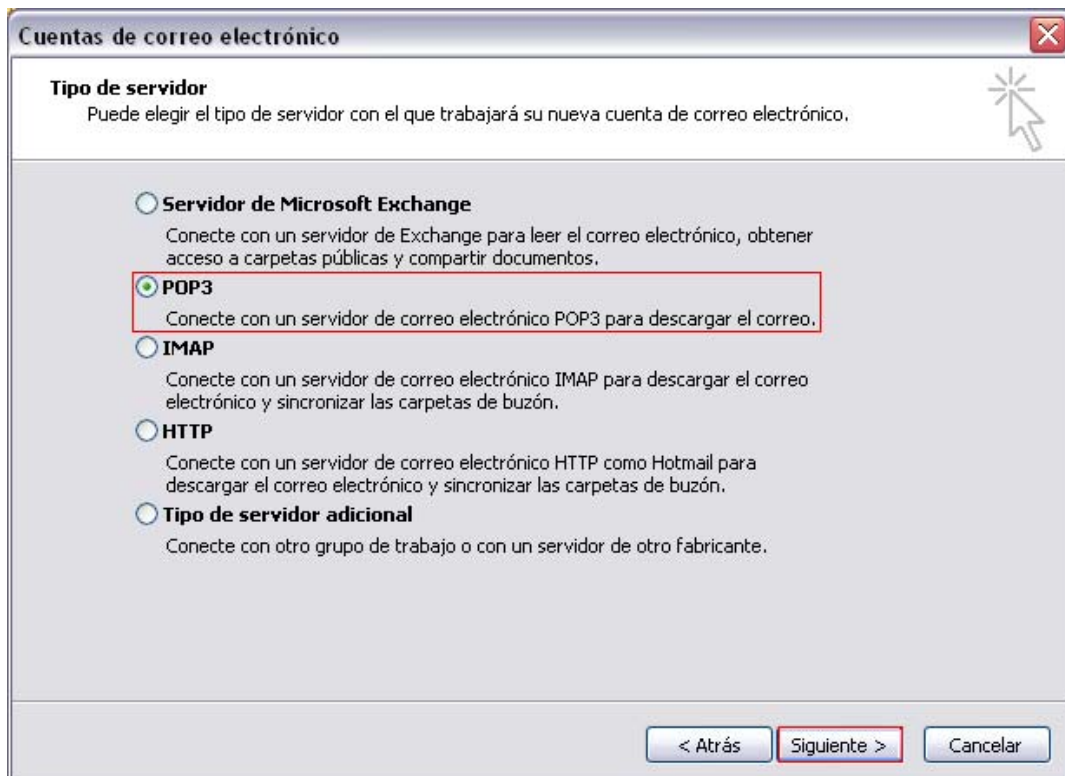 Cuentas de correo electrónico
Tipo de servidor
Puede elegir el tipo de servidor con el que trabajará su nueva cuenta de correo electrónico.
Servidor de Microsoft Exchange
Conecte con un servidor de Exchange para leer el correo electrónico, obtener
acceso a carpetas públicas y compartir documentos.
POP3
Conecte con un servidor de correo electrónico POP3 para descargar el correo.
IMAP
Conecte con un servidor de correo electrónico IMAP para descargar el correo
electrónico y sincronizar las carpetas de buzón.
HTTP
Conecte con un servidor de correo electrónico HTTP como Hotmail para
descargar el correo electrónico y sincronizar las carpetas de buzón.
Tipo de servidor adicional
Conecte con otro grupo de trabajo o con un servidor de otro fabricante.
< Atrás Siguiente > Cancelar